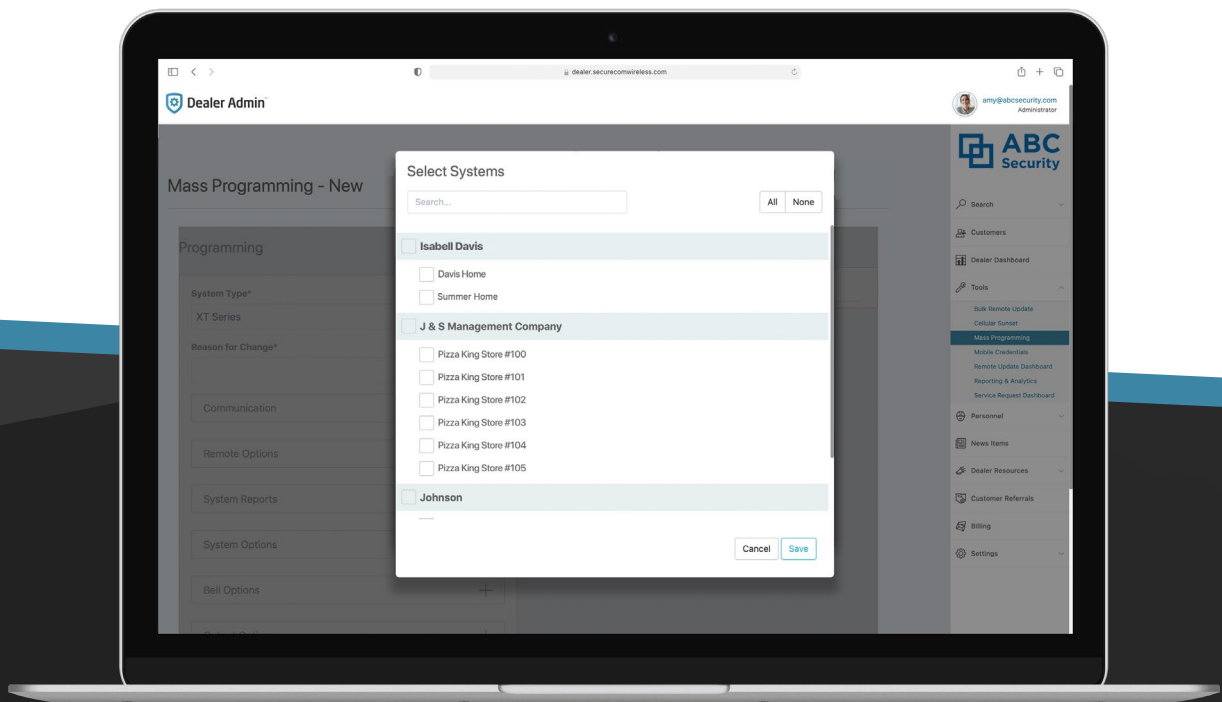 dealer.securecomwireless.com
Dealer Admin
amy@abcsecurity.com
Administrator
ABC
Security
Mass Programming - New
Programming
System Type*
XT Series
Reason for Change*
Communication
Remote Options
System Reports
System Options
Bell Options
Select Systems
Search...
All None
Isabell Davis
Davis Home
Summer Home
J & S Management Company
Pizza King Store #100
Pizza King Store #101
Pizza King Store #102
Pizza King Store #103
Pizza King Store #104
Pizza King Store #105
Johnson
Cancel Save
Search
Customers
Dealer Dashboard
Tools
Bulk Remote Update
Cellular Sunset
Mass Programming
Mobile Credentials
Remote Update Dashboard
Reporting & Analytics
Service Request Dashboard
Personnel
News Items
Dealer Resources
Customer Referrals
Billing
Settings